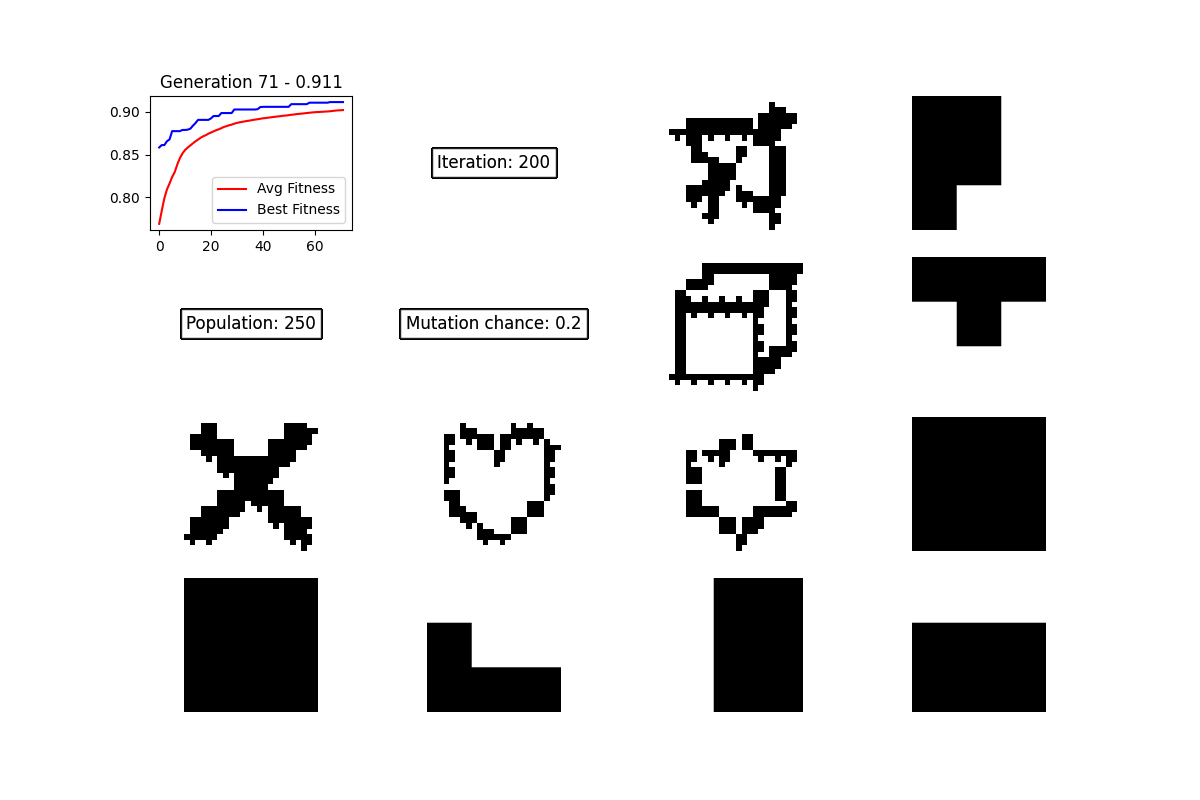 Generation 71 - 0.911
0.90
0.85
0.80
Avg Fitness
Best Fitness
0 20 40 60
Iteration: 200
Population: 250
Mutation chance: 0.2